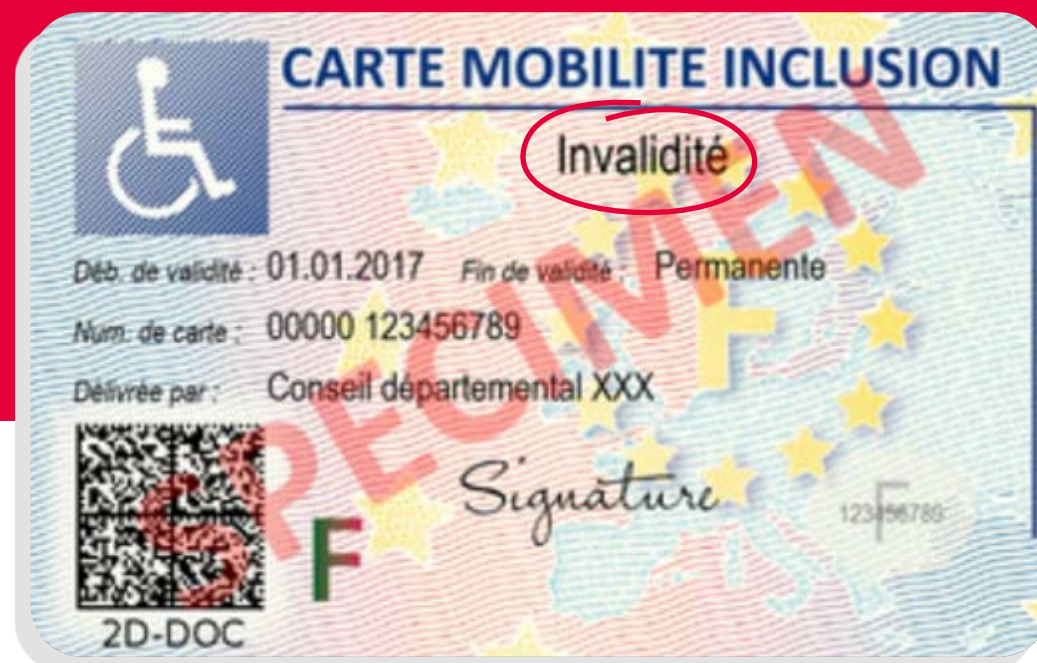 CARTE MOBILITE INCLUSION
Invalidité
Déb. de validité : 01.01.2017 Fin de validité : Permanente
Num. de carte : 00000 123456789
Délivrée par : Conseil départemental XXX
SPECIMEN
Signature
F
F
123456789
2D-DOC